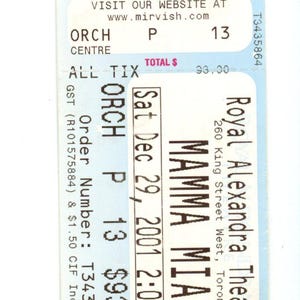 VISIT OUR WEBSITE AT
www.mirvish.com
ORCH P 13
CENTRE
T3435864
TOTAL $
ALL TIX 93.00
Royal Alexandra Thea
260 King Street West, Toron
MAMMA MIA
Sat Dec 29, 2001 2:0
ORCH P 13 $93
Order Number: T343
GST (R101575884) & $1.50 CIF Inc